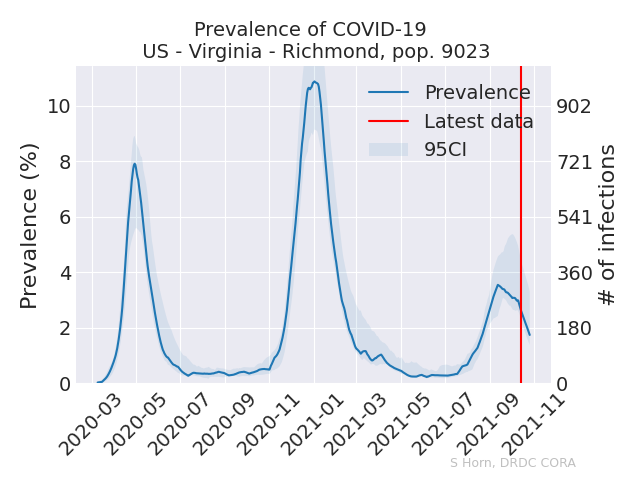 Prevalence of COVID-19
US - Virginia - Richmond, pop. 9023
Prevalence (%)
10
8
6
4
2
0
Prevalence
Latest data
95CI
902
721
541
360
180
0
# of infections
2020-03
2020-05
2020-07
2020-09
2020-11
2021-01
2021-03
2021-05
2021-07
2021-09
2021-11
S Horn, DRDC CORA